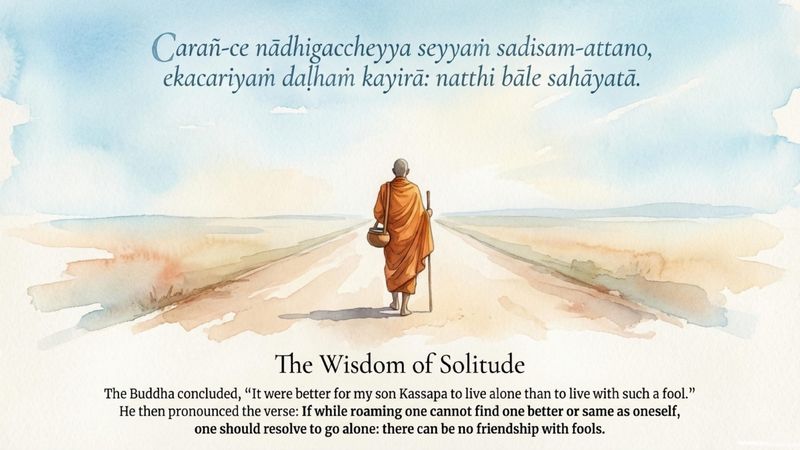 Carañ-ce nādhigaccheyya seyyaṁ sadisam-attano,
ekacariyaṁ daḷhaṁ kayirā: natthi bāle sahāyatā.
The Wisdom of Solitude
The Buddha concluded, “It were better for my son Kassapa to live alone than to live with such a fool.”
He then pronounced the verse: If while roaming one cannot find one better or same as oneself,
one should resolve to go alone: there can be no friendship with fools.